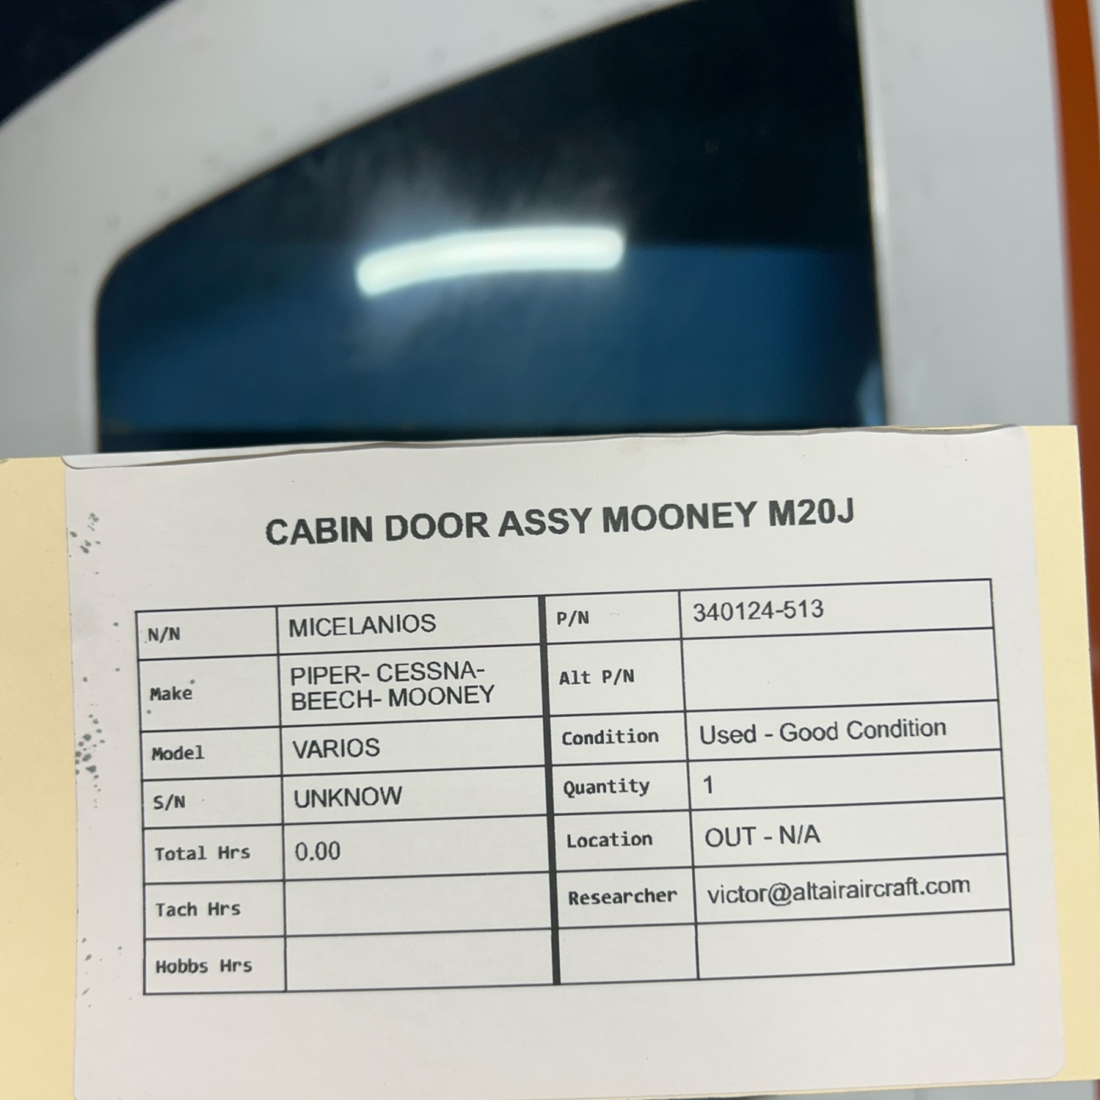 CABIN DOOR ASSY MOONEY M20J
N/N MICELANIOS P/N 340124-513
Make PIPER- CESSNA-
BEECH- MOONEY Alt P/N
Model VARIOS Condition Used - Good Condition
S/N UNKNOW Quantity 1
Total Hrs 0.00 Location OUT - N/A
Tach Hrs Researcher victor@altairaircraft.com
Hobbs Hrs